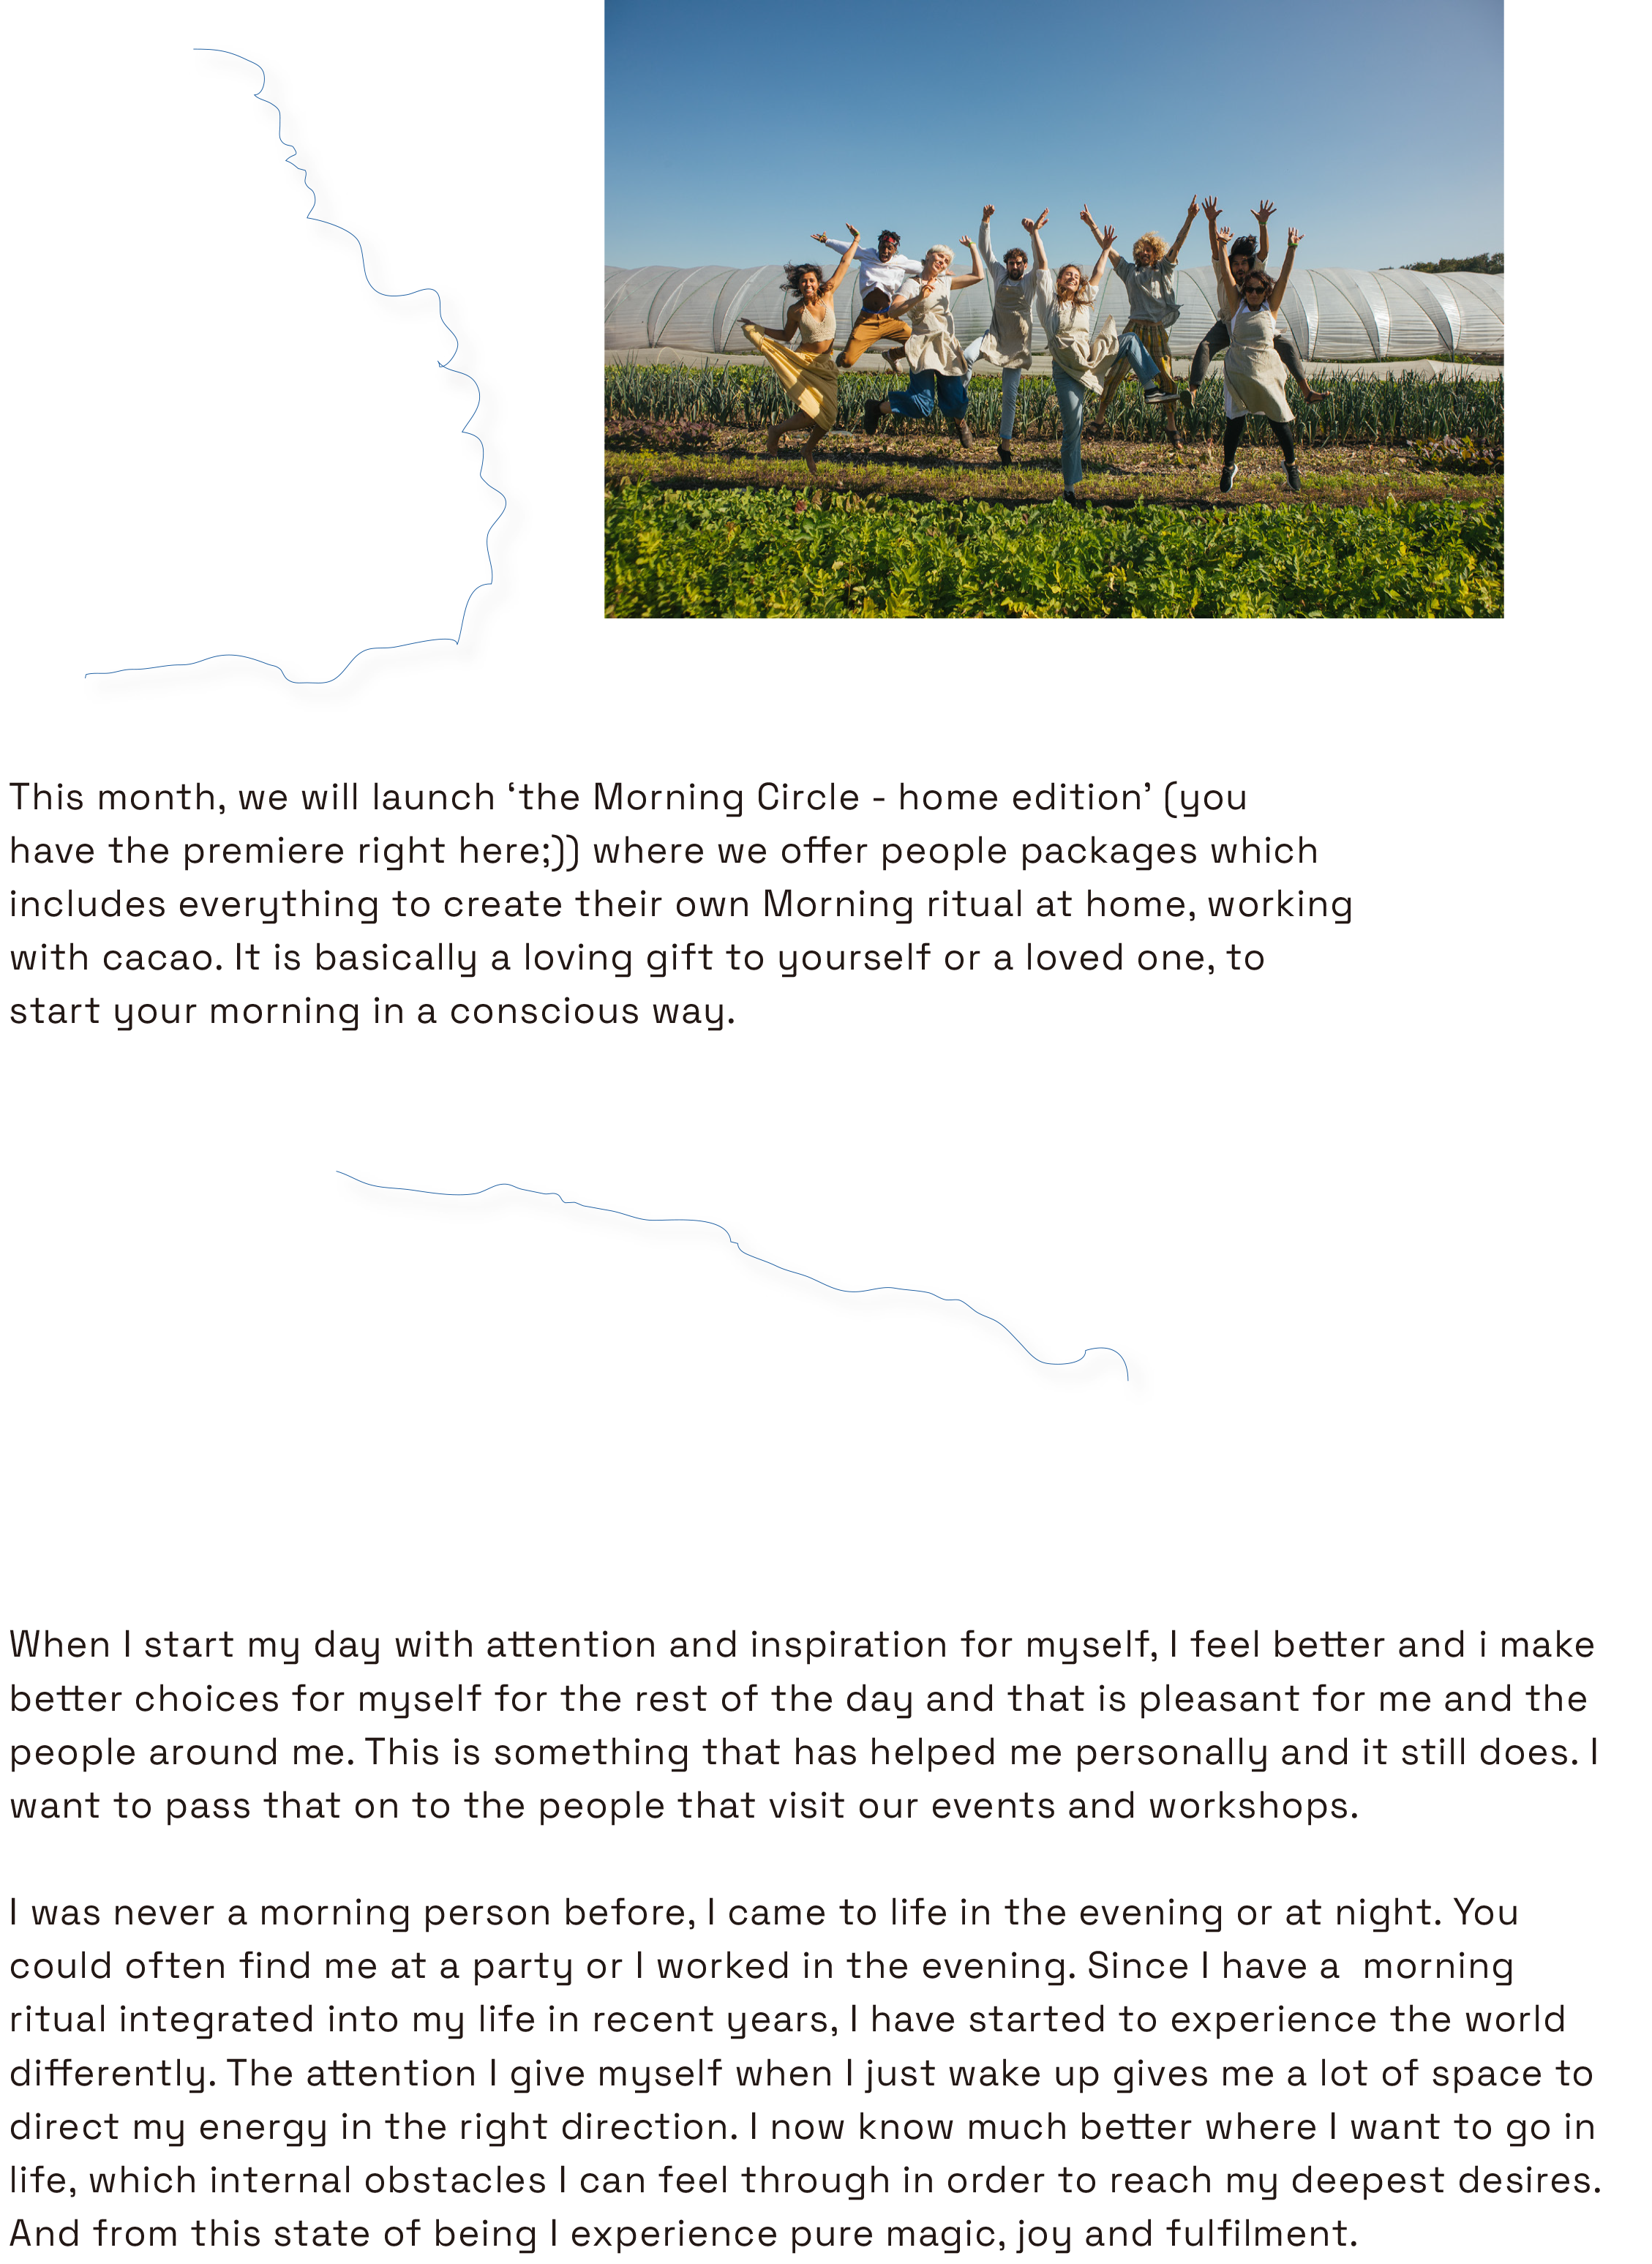 This month, we will launch ‘the Morning Circle - home edition’ (you
have the premiere right here;)) where we offer people packages which
includes everything to create their own Morning ritual at home, working
with cacao. It is basically a loving gift to yourself or a loved one, to
start your morning in a conscious way.
When I start my day with attention and inspiration for myself, I feel better and i make
better choices for myself for the rest of the day and that is pleasant for me and the
people around me. This is something that has helped me personally and it still does. I
want to pass that on to the people that visit our events and workshops.
I was never a morning person before, I came to life in the evening or at night. You
could often find me at a party or I worked in the evening. Since I have a  morning
ritual integrated into my life in recent years, I have started to experience the world
differently. The attention I give myself when I just wake up gives me a lot of space to
direct my energy in the right direction. I now know much better where I want to go in
life, which internal obstacles I can feel through in order to reach my deepest desires.
And from this state of being I experience pure magic, joy and fulfilment.